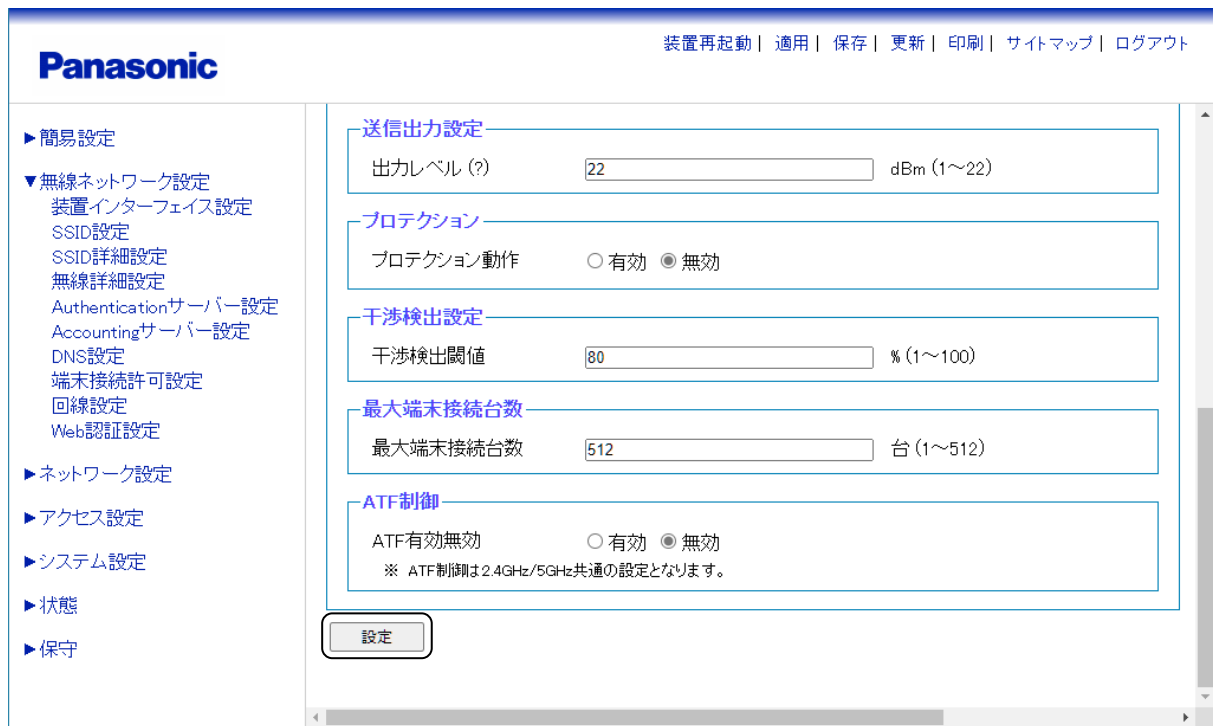 装置再起動| 適用| 保存| 更新| 印刷| サイトマップ| ログアウト
Panasonic
▶簡易設定
▼無線ネットワーク設定
装置インターフェイス設定
SSID設定
SSID詳細設定
無線詳細設定
Authenticationサーバー設定
Accountingサーバー設定
DNS設定
端末接続許可設定
回線設定
Web認証設定
▶ネットワーク設定
▶アクセス設定
▶システム設定
▶状態
▶保守
送信出力設定
出力レベル (?) 22 dBm (1～22)
プロテクション
プロテクション動作 有効 無効
干渉検出設定
干渉検出閾値 80 % (1～100)
最大端末接続台数
最大端末接続台数 512 台 (1～512)
ATF制御
ATF有効無効 有効 無効
※ ATF制御は2.4GHz/5GHz共通の設定となります。
設定